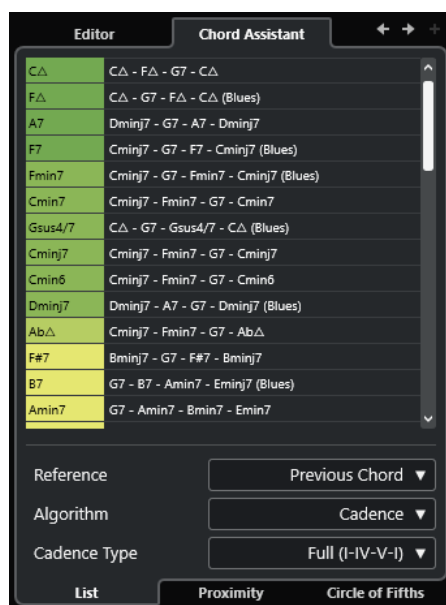 Editor Chord Assistant
C△ C△ - F△ - G7 - C△
F△ C△ - G7 - F△ - C△ (Blues)
A7 Dminj7 - G7 - A7 - Dminj7
F7 Cminj7 - G7 - F7 - Cminj7 (Blues)
Fmin7 Cminj7 - G7 - Fmin7 - Cminj7 (Blues)
Cmin7 Cminj7 - Fmin7 - G7 - Cmin7
Gsus4/7 C△ - G7 - Gsus4/7 - C△ (Blues)
Cminj7 Cminj7 - Fmin7 - G7 - Cminj7
Cmin6 Cminj7 - Fmin7 - G7 - Cmin6
Dminj7 Dminj7 - A7 - G7 - Dminj7 (Blues)
Ab△ Cminj7 - Fmin7 - G7 - Ab△
F#7 Bminj7 - G7 - F#7 - Bminj7
B7 G7 - B7 - Amin7 - Eminj7 (Blues)
Amin7 G7 - Amin7 - Bmin7 - Emin7
Reference Previous Chord ▼
Algorithm Cadence ▼
Cadence Type Full (I-IV-V-I) ▼
List Proximity Circle of Fifths